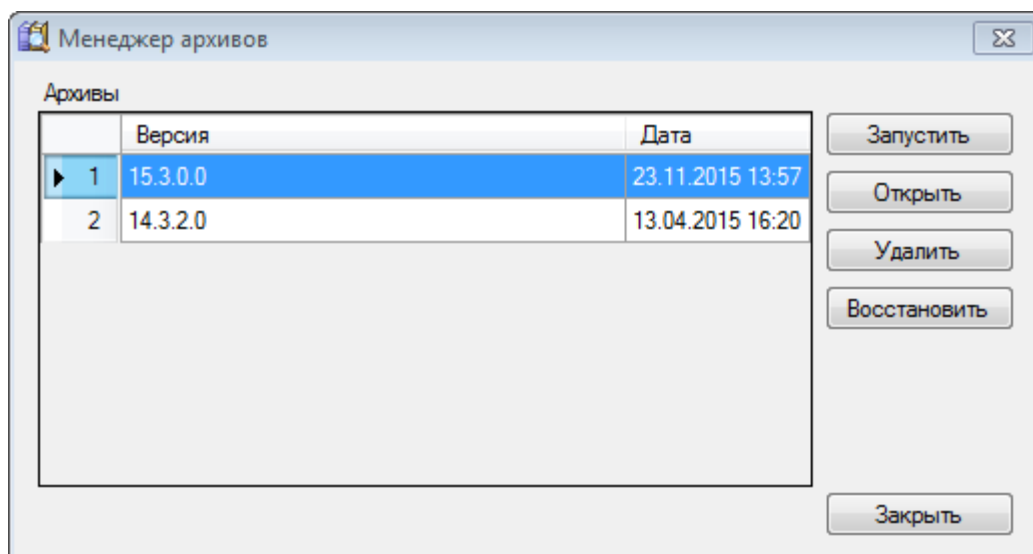 Менеджер архивов
Архивы
Версия Дата
1 15.3.0.0 23.11.2015 13:57
2 14.3.2.0 13.04.2015 16:20
Запустить
Открыть
Удалить
Восстановить
Закрыть